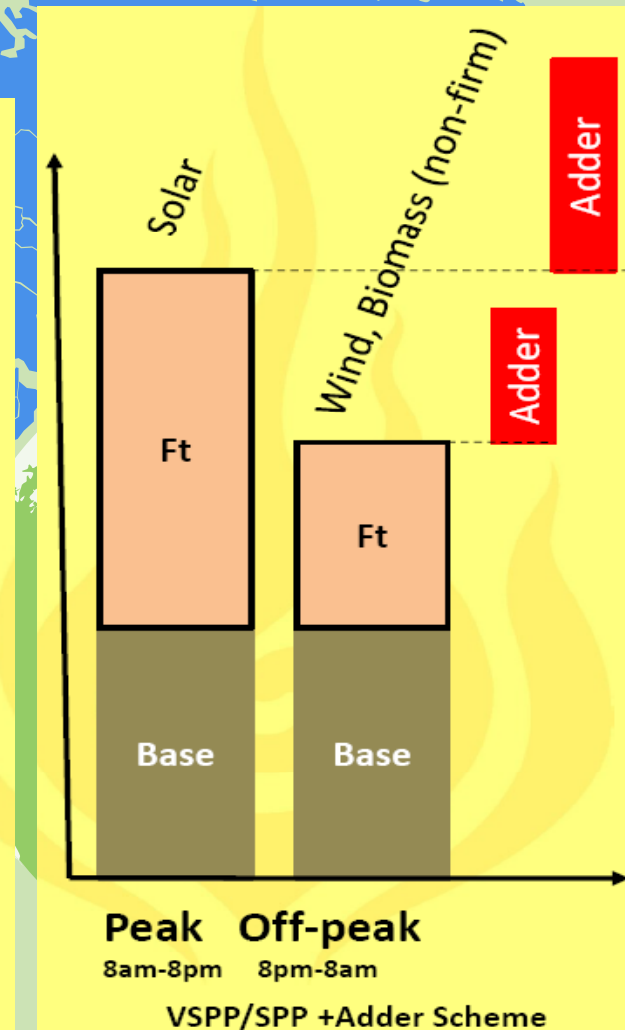 Solar
Wind, Biomass (non-firm)
Adder
Adder
Ft
Ft
Base
Base
Peak Off-peak
8am-8pm 8pm-8am
VSPP/SPP +Adder Scheme